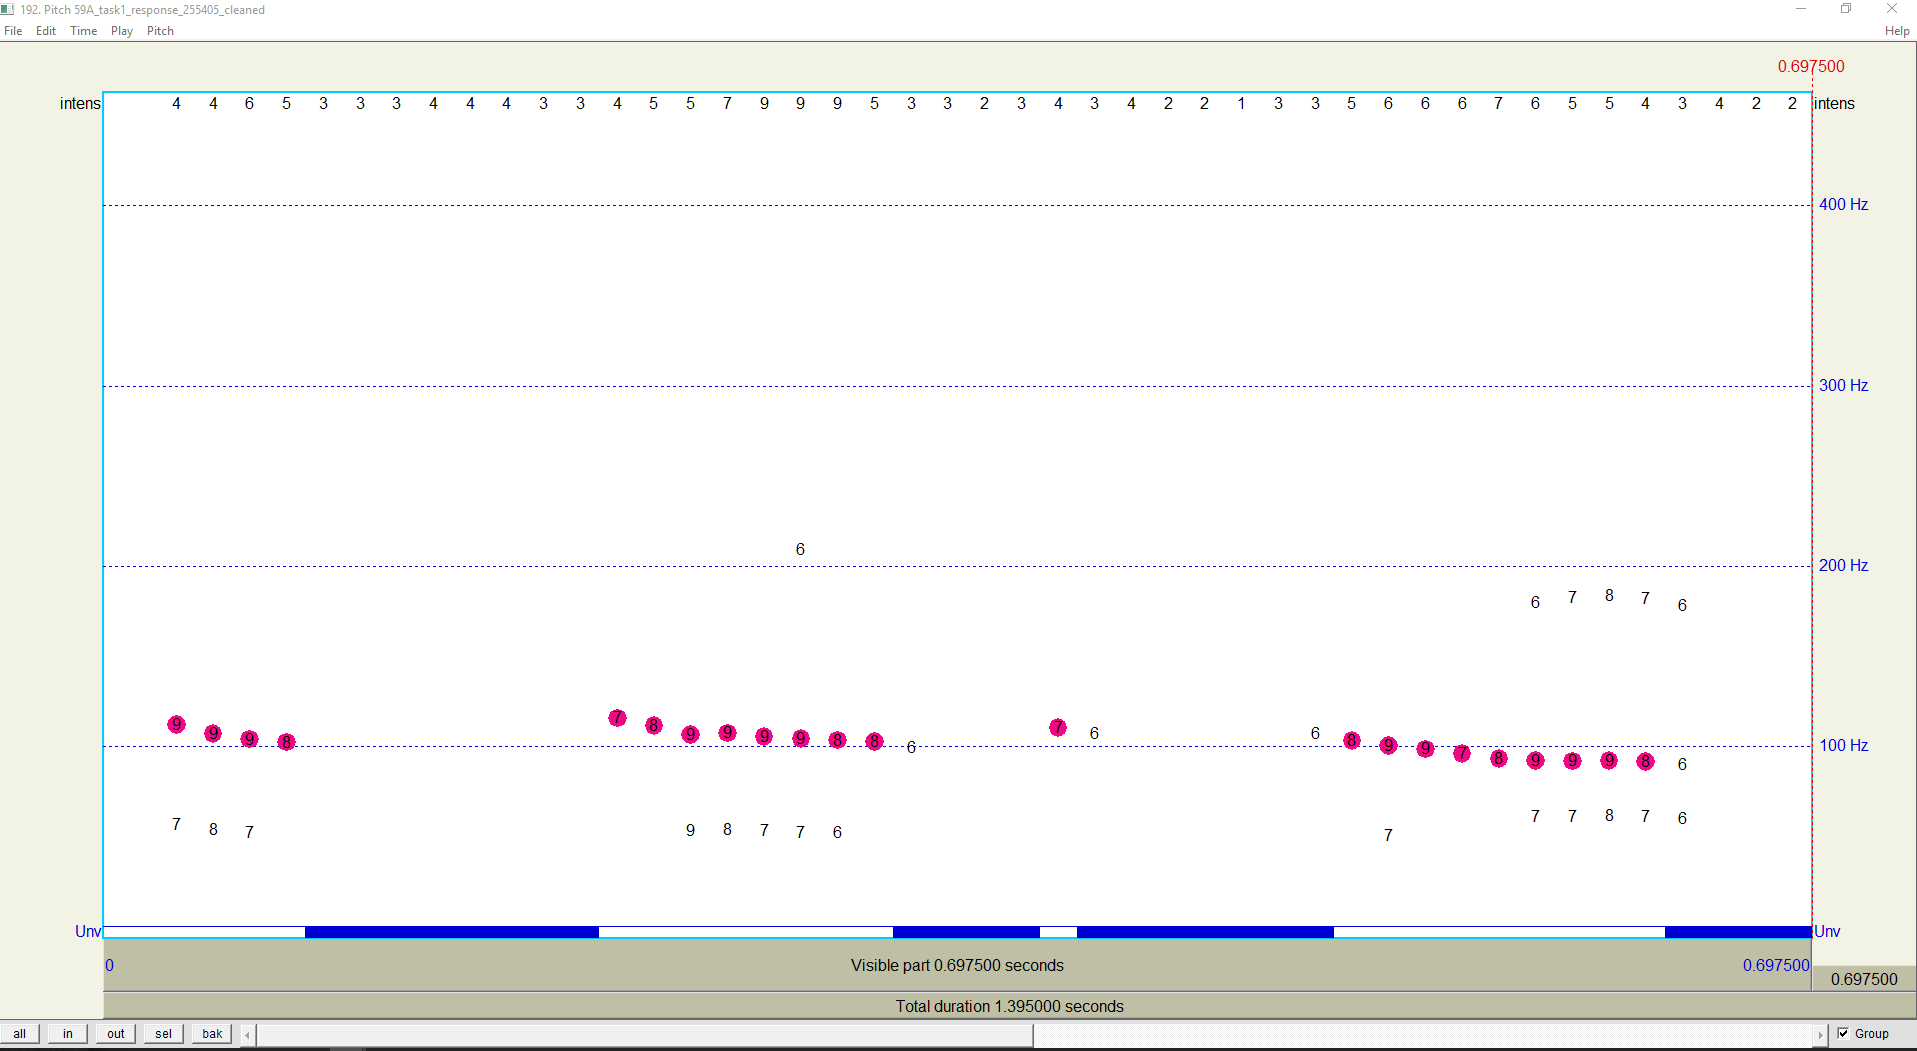 192. Pitch 59A_task1_response_255405_cleaned
File Edit Time Play Pitch Help
0.697500
intens 4 4 6 5 3 3 3 4 4 4 3 3 4 5 5 7 9 9 9 5 3 3 2 3 4 3 4 2 2 1 3 3 5 6 6 6 7 6 5 5 4 3 4 2 2 intens
400 Hz
300 Hz
6
200 Hz
6 7 8 7 6
9 9 9 8 7 8 9 9 9 9 8 8 6 7 6 6 8 9 9 7 8 9 9 9 8 6
100 Hz
7 8 7 9 8 7 7 6 7 7 7 8 7 6
Unv Unv
0 Visible part 0.697500 seconds 0.697500 0.697500
Total duration 1.395000 seconds
all in out sel bak Group